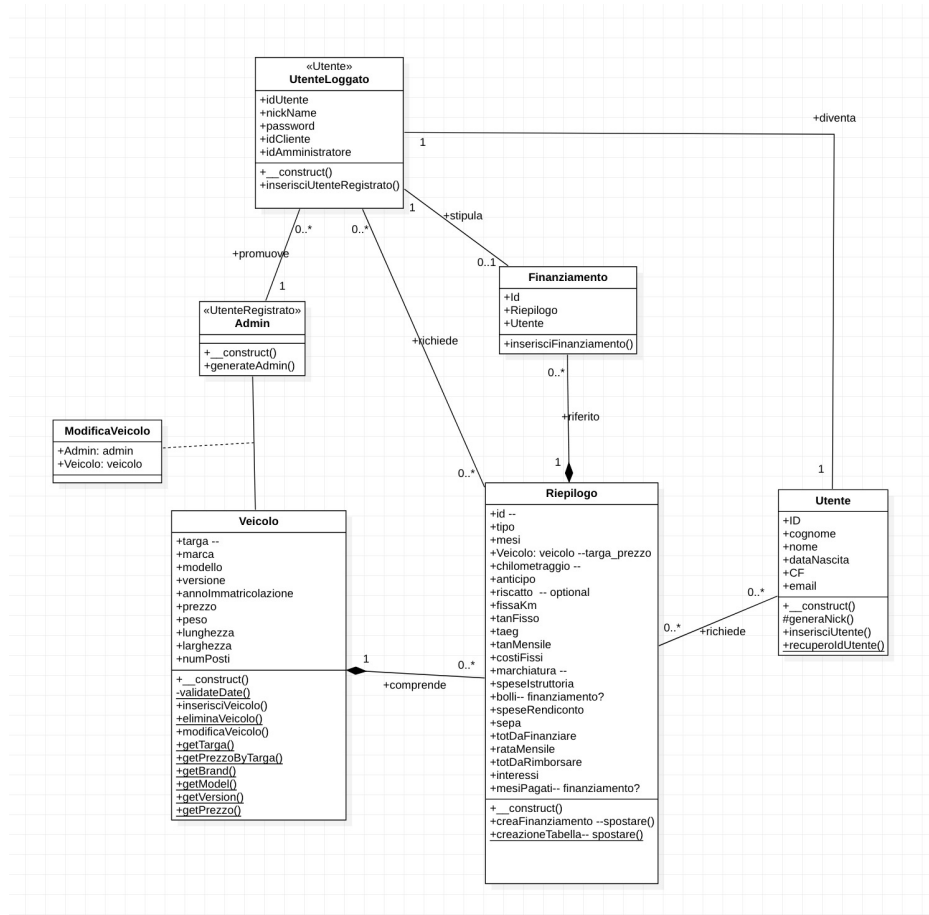 «Utente»
UtenteLoggato
+idUtente
+nickName
+password
+idCliente
+idAmministratore
+__construct()
+inserisciUtenteRegistrato()
+diventa
1
1
+stipula
0..1
0..*
0..*
+promuove
1
Finanziamento
+Id
+Riepilogo
+Utente
+inserisciFinanziamento()
«UtenteRegistrato»
Admin
+__construct()
+generateAdmin()
+richiede
0..*
+riferito
1
0..*
ModificaVeicolo
+Admin: admin
+Veicolo: veicolo
1
Veicolo
+targa --
+marca
+modello
+versione
+annoImmatricolazione
+prezzo
+peso
+lunghezza
+larghezza
+numPosti
+__construct()
-validateDate()
+inserisciVeicolo()
+eliminaVeicolo()
+modificaVeicolo()
+getTarga()
+getPrezzoByTarga()
+getBrand()
+getModel()
+getVersion()
+getPrezzo()
1
0..*
+comprende
Riepilogo
+id --
+tipo
+mesi
+Veicolo: veicolo --targa_prezzo
+chilometraggio --
+anticipo
+riscatto  -- optional
+fissaKm
+tanFisso
+taeg
+tanMensile
+costiFissi
+marchiatura --
+speseIstruttoria
+bolli-- finanziamento?
+speseRendiconto
+sepa
+totDaFinanziare
+rataMensile
+totDaRimborsare
+interessi
+mesiPagati-- finanziamento?
+__construct()
+creaFinanziamento --spostare()
+creazioneTabella-- spostare()
0..*
0..*
+richiede
Utente
+ID
+cognome
+nome
+dataNascita
+CF
+email
+__construct()
#generaNick()
+inserisciUtente()
+recuperoIdUtente()